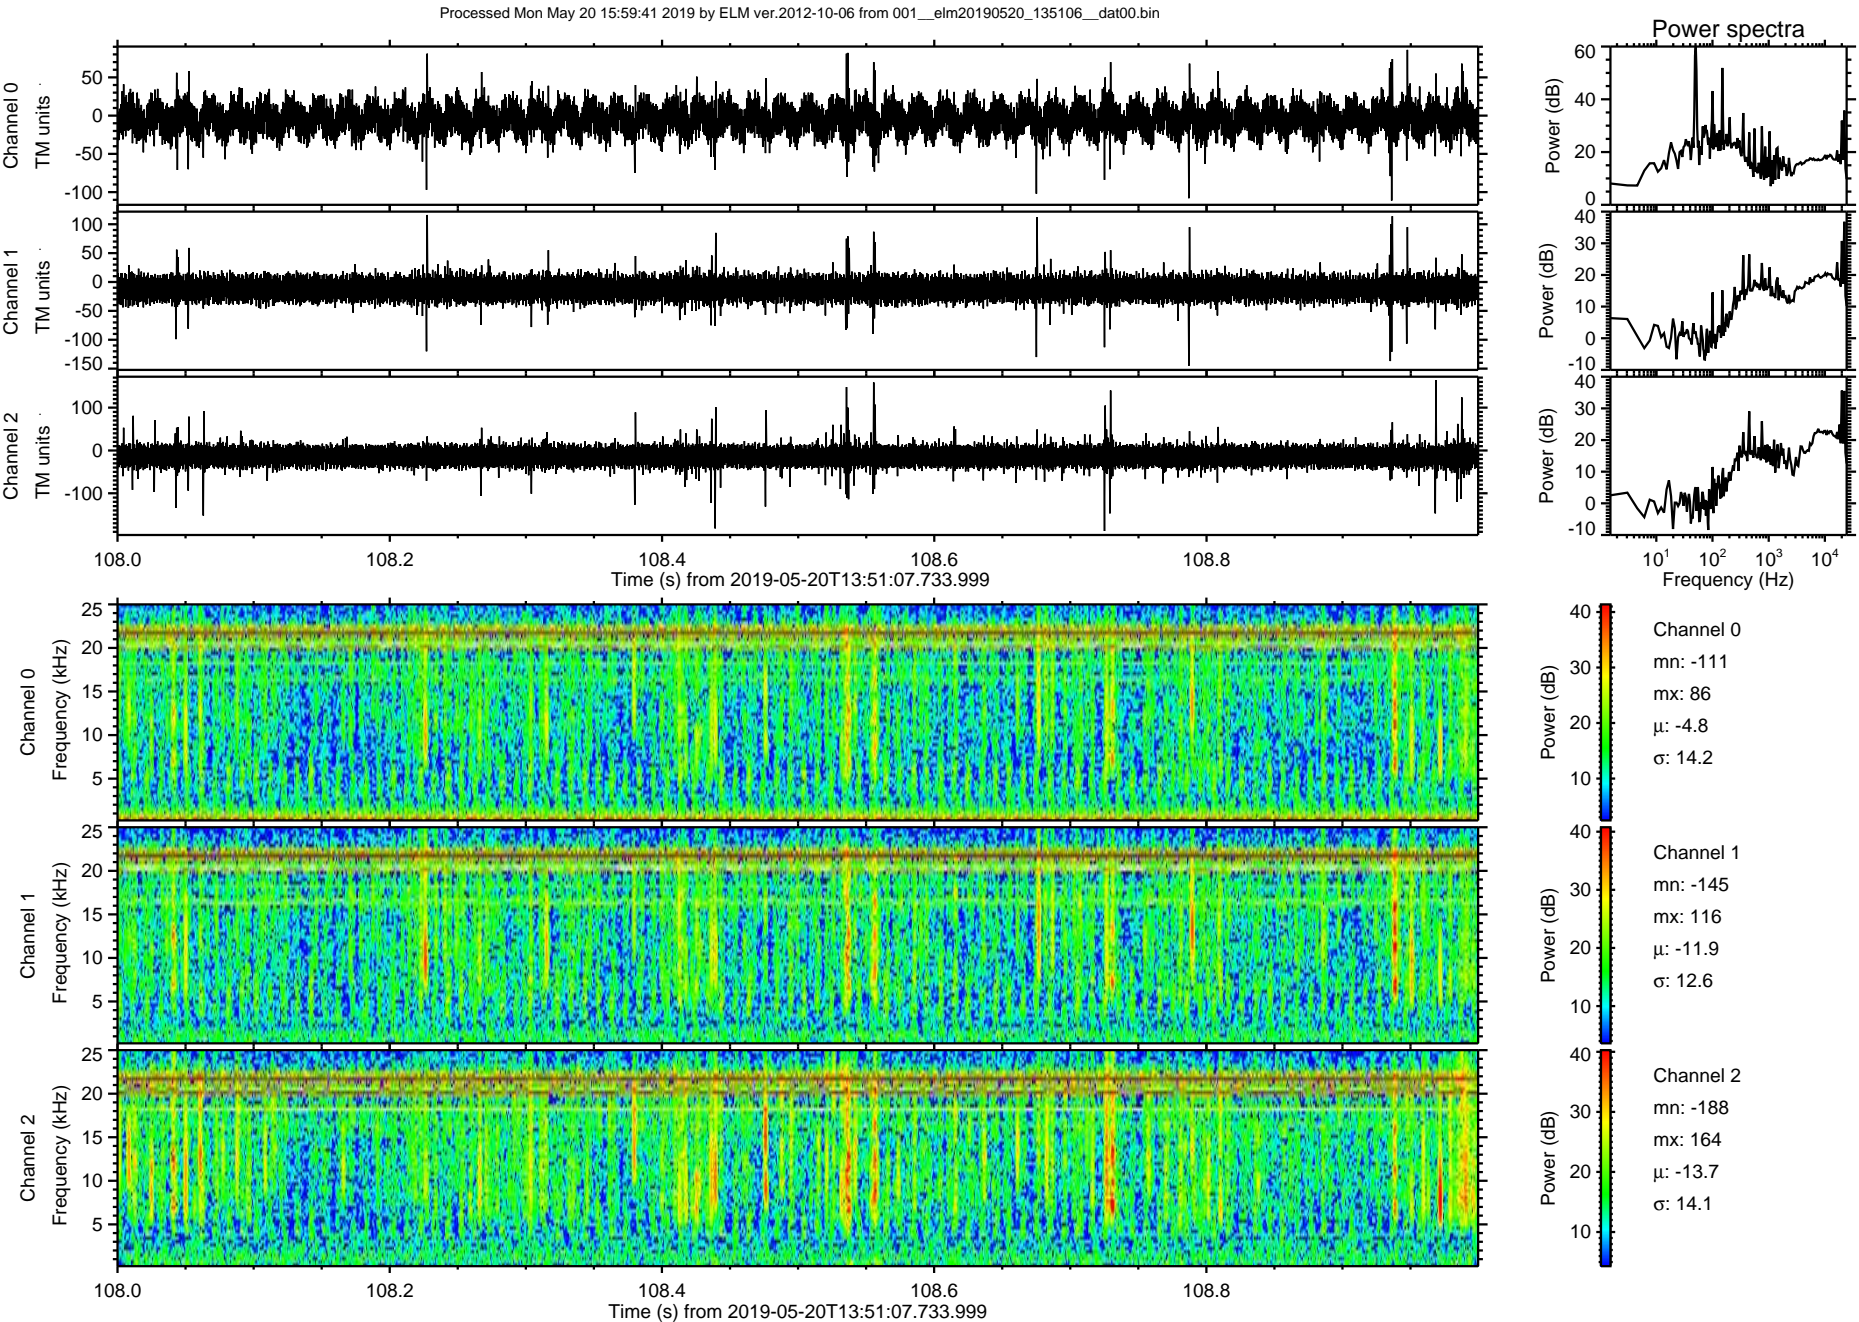 Processed Mon May 20 15:59:41 2019 by ELM ver.2012-10-06 from 001__elm20190520_135106__dat00.bin
Power spectra
Channel 0
TM units
50
0
-50
-100
Power (dB)
60
40
20
0
Channel 1
TM units
100
50
0
-50
-100
-150
Power (dB)
40
30
20
10
0
-10
Channel 2
TM units
100
0
-100
Power (dB)
40
30
20
10
0
-10
108.0 108.2 108.4 108.6 108.8
Time (s) from 2019-05-20T13:51:07.733.999
10^1 10^2 10^3 10^4
Frequency (Hz)
Channel 0
Frequency (kHz)
25
20
15
10
5
Power (dB)
40
30
20
10
Channel 0
mn: -111
mx: 86
μ: -4.8
σ: 14.2
Channel 1
Frequency (kHz)
25
20
15
10
5
Power (dB)
40
30
20
10
Channel 1
mn: -145
mx: 116
μ: -11.9
σ: 12.6
Channel 2
Frequency (kHz)
25
20
15
10
5
Power (dB)
40
30
20
10
Channel 2
mn: -188
mx: 164
μ: -13.7
σ: 14.1
108.0 108.2 108.4 108.6 108.8
Time (s) from 2019-05-20T13:51:07.733.999